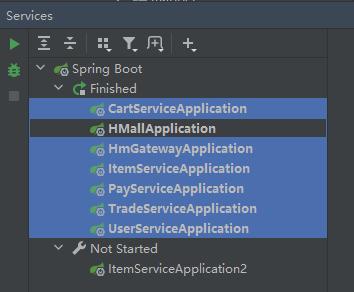 Services
Spring Boot
Finished
CartServiceApplication
HMallApplication
HmGatewayApplication
ItemServiceApplication
PayServiceApplication
TradeServiceApplication
UserServiceApplication
Not Started
ItemServiceApplication2